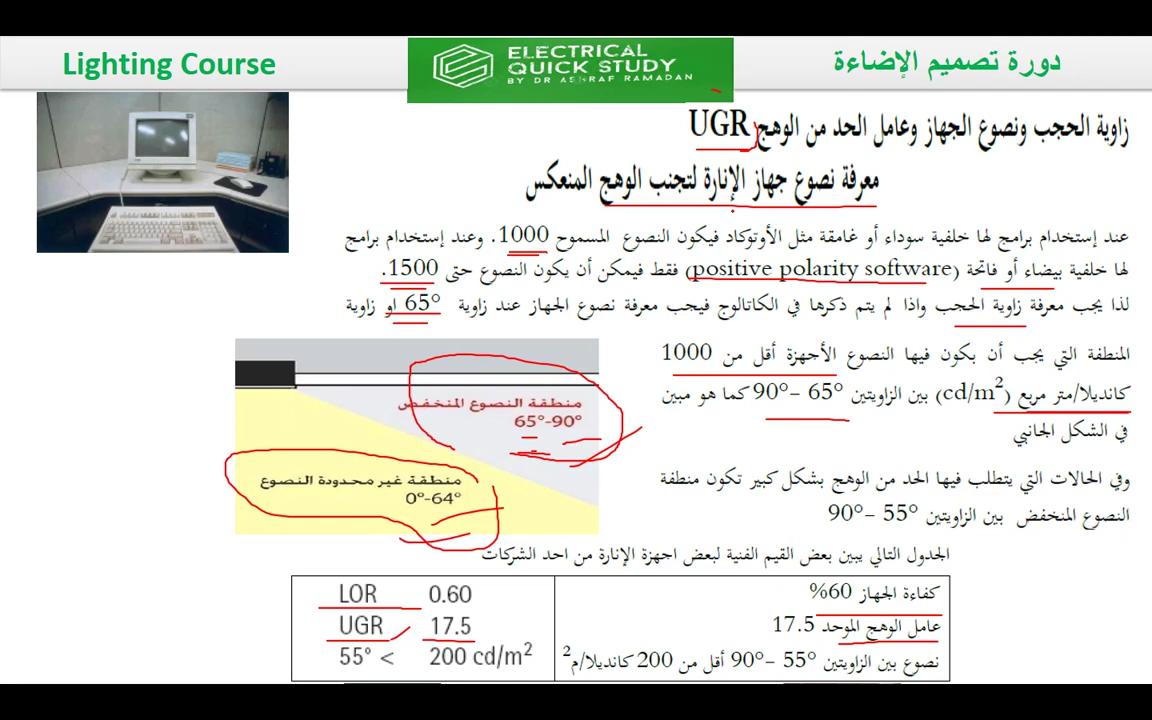 Lighting Course
ELECTRICAL
QUICK STUDY
BY DR ASHRAF RAMADAN
دورة تصميم الإضاءة
زاوية الحجب ونصوع الجهاز وعامل الحد من الوهج UGR
معرفة نصوع جهاز الإنارة لتجنب الوهج المنعكس
عند إستخدام برامج لها خلفية سوداء أو غامقة مثل الأوتوكاد فيكون النصوع المسموح 1000. وعند إستخدام برامج
لها خلفية بيضاء أو فاتحة (positive polarity software) فقط فيمكن أن يكون النصوع حتى 1500.
لذا يجب معرفة زاوية الحجب واذا لم يتم ذكرها في الكاتالوج فيجب معرفة نصوع الجهاز عند زاوية 65° او زاوية
المنطقة التي يجب أن يكون فيها النصوع الأجهزة أقل من 1000
كانديلا/متر مربع (cd/m²) بين الزاويتين 65° – 90° كما هو مبين
في الشكل الجانبي
منطقة النصوع المنخفض
65°-90°
منطقة غير محدودة النصوع
0°-64°
وفي الحالات التي يتطلب فيها الحد من الوهج بشكل كبير تكون منطقة
النصوع المنخفض بين الزاويتين 55° – 90°
الجدول التالي يبين بعض القيم الفنية لبعض اجهزة الإنارة من احد الشركات
كفاءة الجهاز 60%
LOR 0.60
عامل الوهج الموحد 17.5
UGR 17.5
نصوع بين الزاويتين 55° – 90° أقل من 200 كانديلا/م²
55° < 200 cd/m²